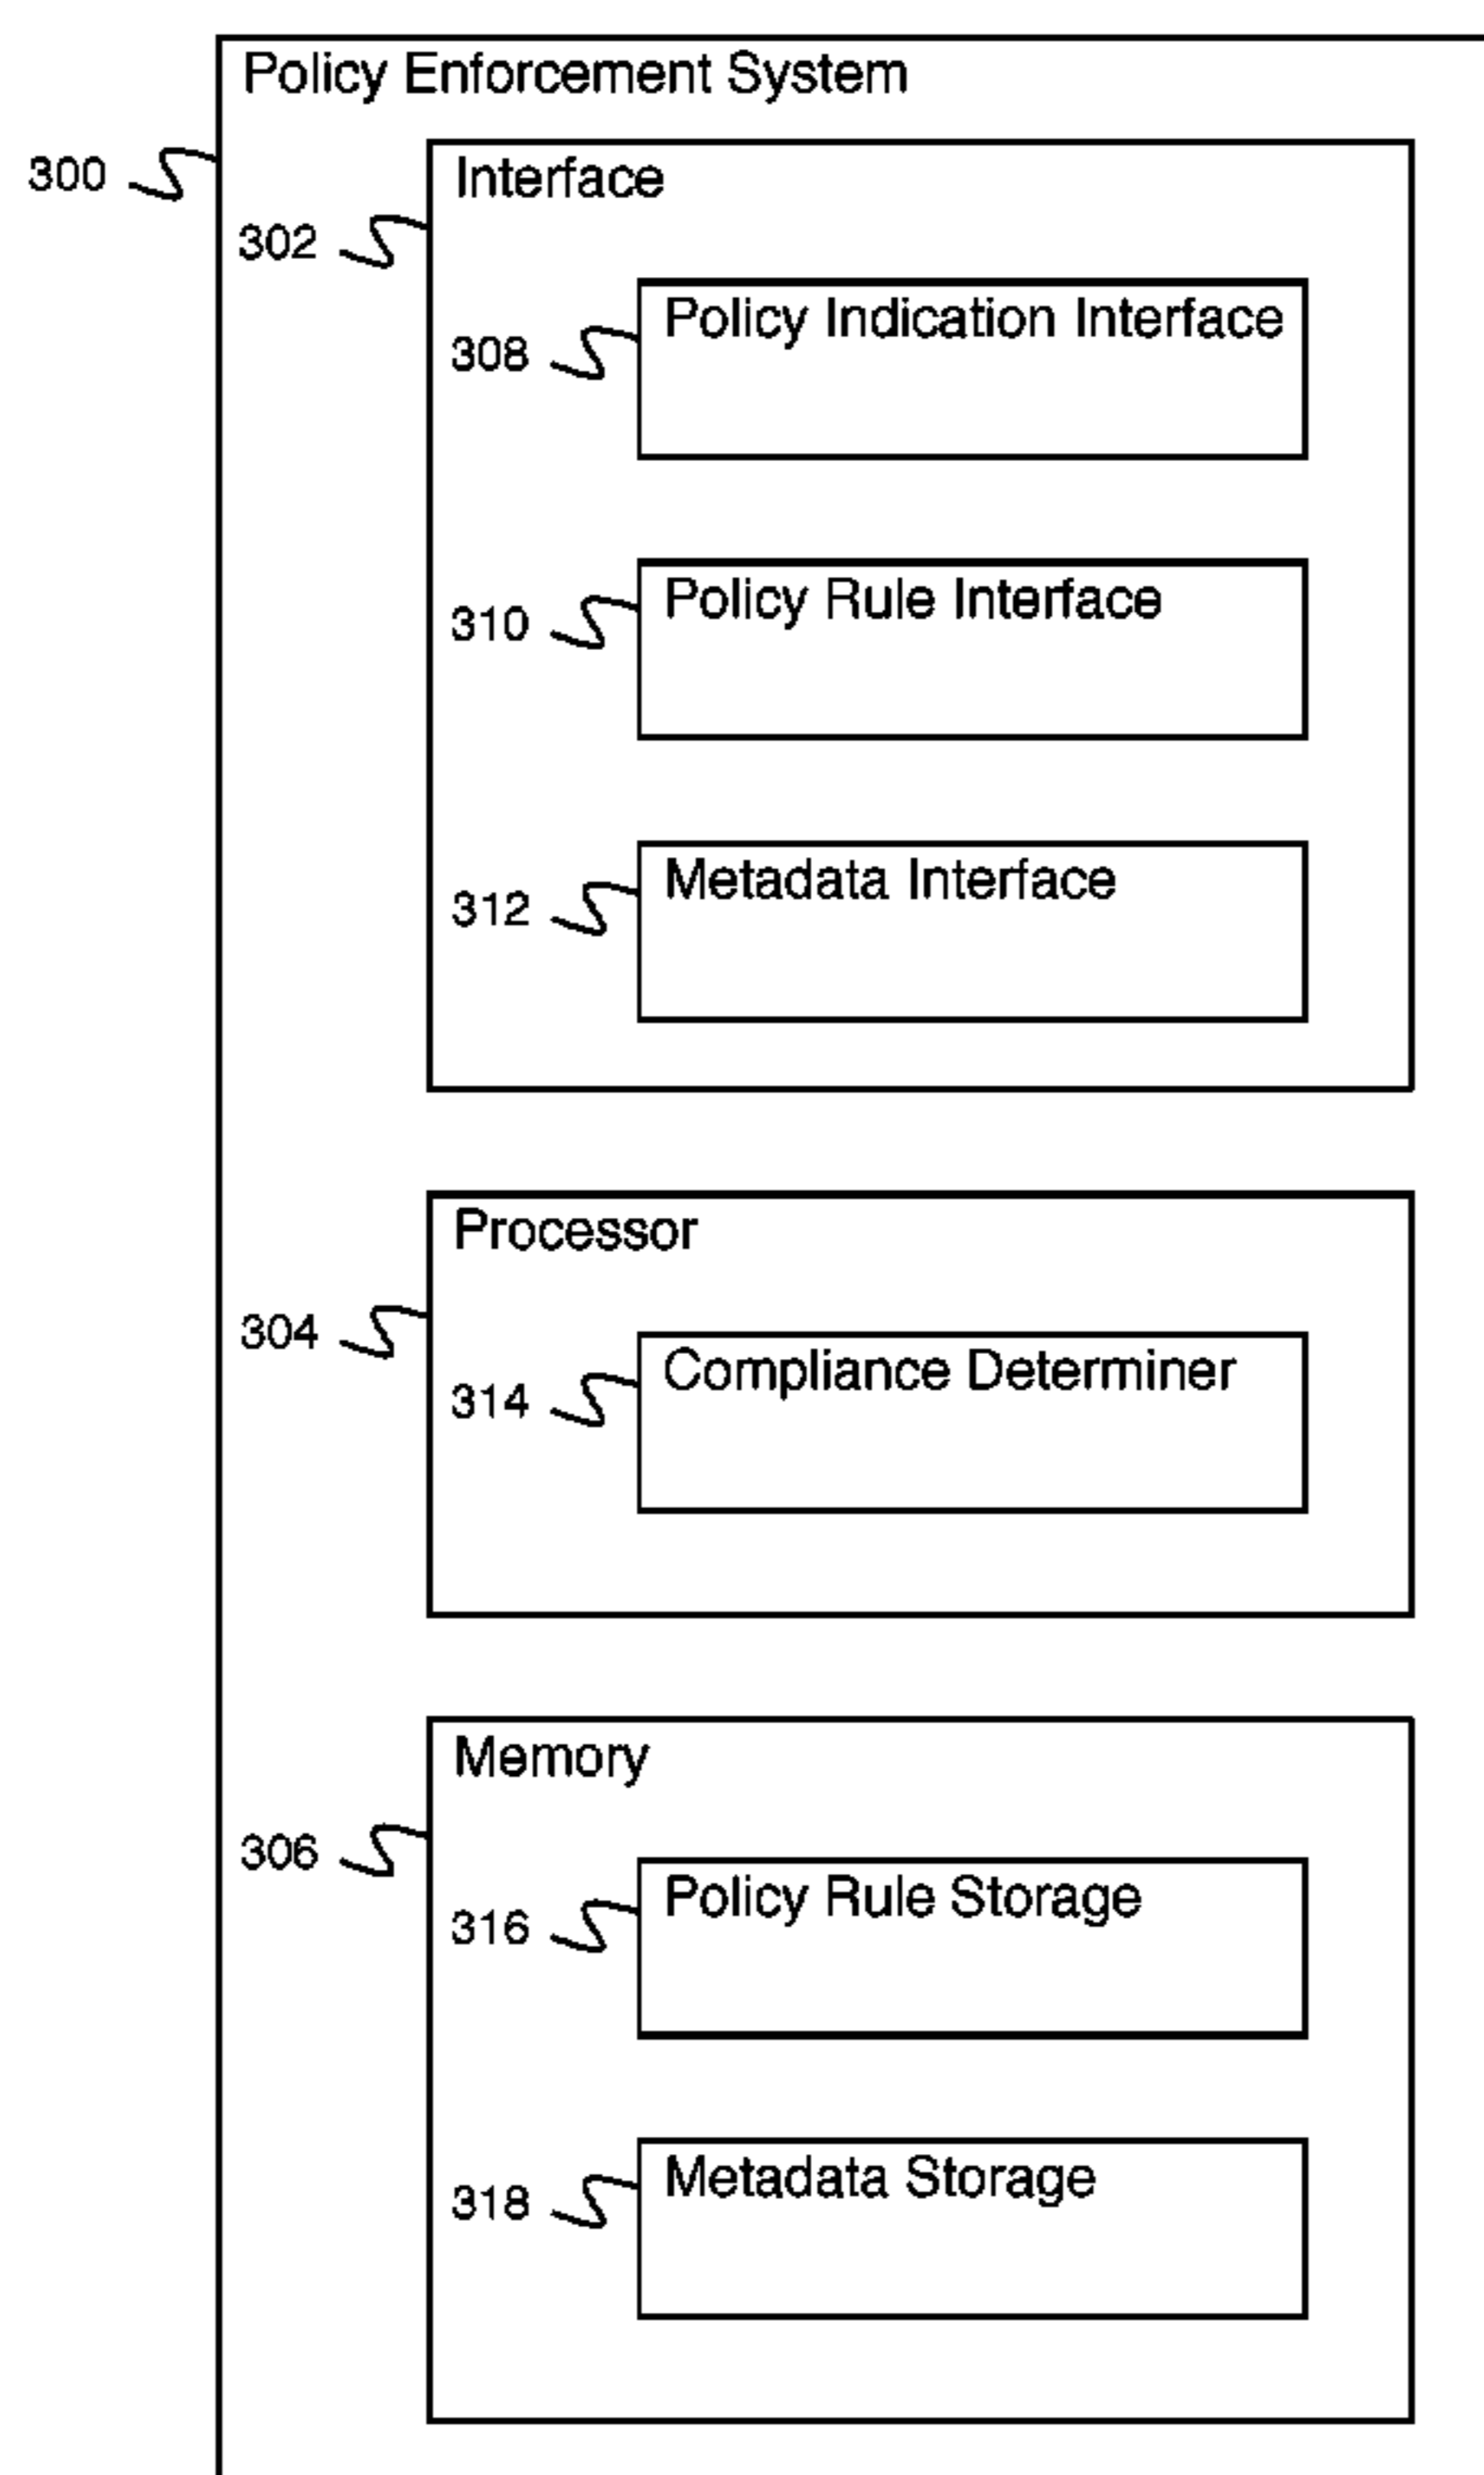 Policy Enforcement System
300
Interface
302
Policy Indication Interface
308
Policy Rule Interface
310
Metadata Interface
312
Processor
304
Compliance Determiner
314
Memory
306
Policy Rule Storage
316
Metadata Storage
318